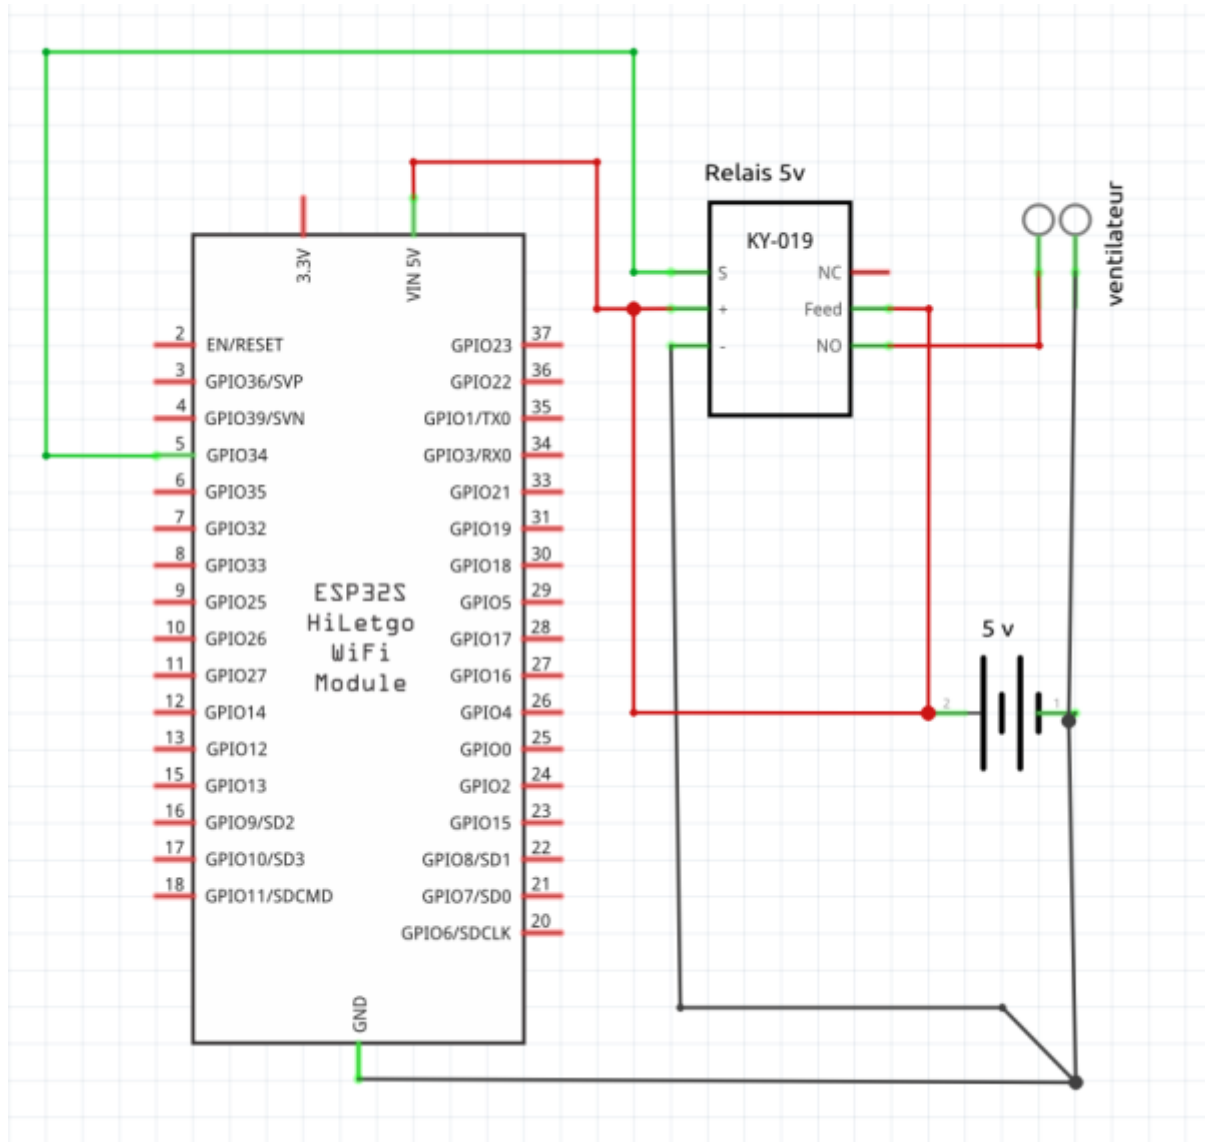 Relais 5v
KY-019
S
+
-
NC
Feed
NO
ventilateur
3.3V
VIN 5V
2 EN/RESET
3 GPIO36/SVP
4 GPIO39/SVN
5 GPIO34
6 GPIO35
7 GPIO32
8 GPIO33
9 GPIO25
10 GPIO26
11 GPIO27
12 GPIO14
13 GPIO12
15 GPIO13
16 GPIO9/SD2
17 GPIO10/SD3
18 GPIO11/SDCMD
ESP32S
HiLetgo
WiFi
Module
GPIO23 37
GPIO22 36
GPIO1/TX0 35
GPIO3/RX0 34
GPIO21 33
GPIO19 31
GPIO18 30
GPIO5 29
GPIO17 28
GPIO16 27
GPIO4 26
GPIO0 25
GPIO2 24
GPIO15 23
GPIO8/SD1 22
GPIO7/SD0 21
GPIO6/SDCLK 20
GND
5 v
2
1